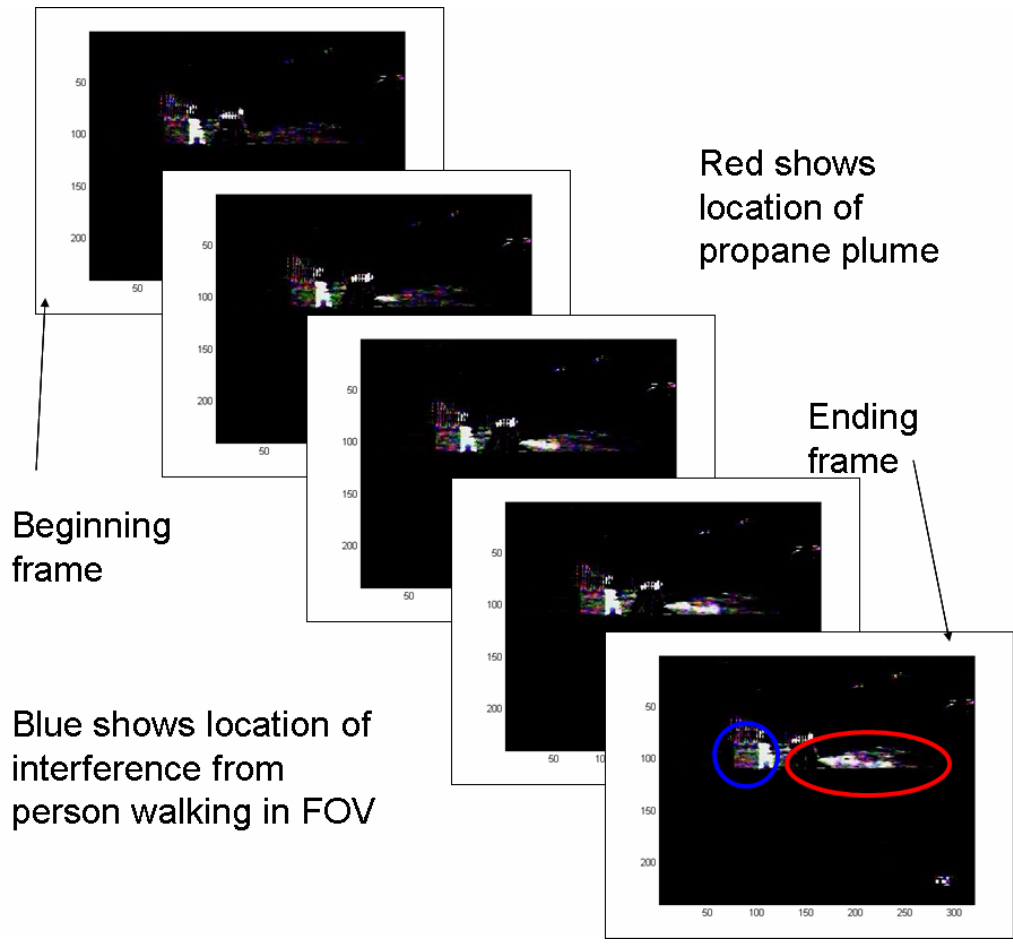 50
100
150
200
50
Red shows
location of
propane plume
50
100
150
200
50
50
100
150
200
50
Ending
frame
Beginning
frame
50
100
150
200
50 10
Blue shows location of
interference from
person walking in FOV
50
100
150
200
50 100 150 200 250 300